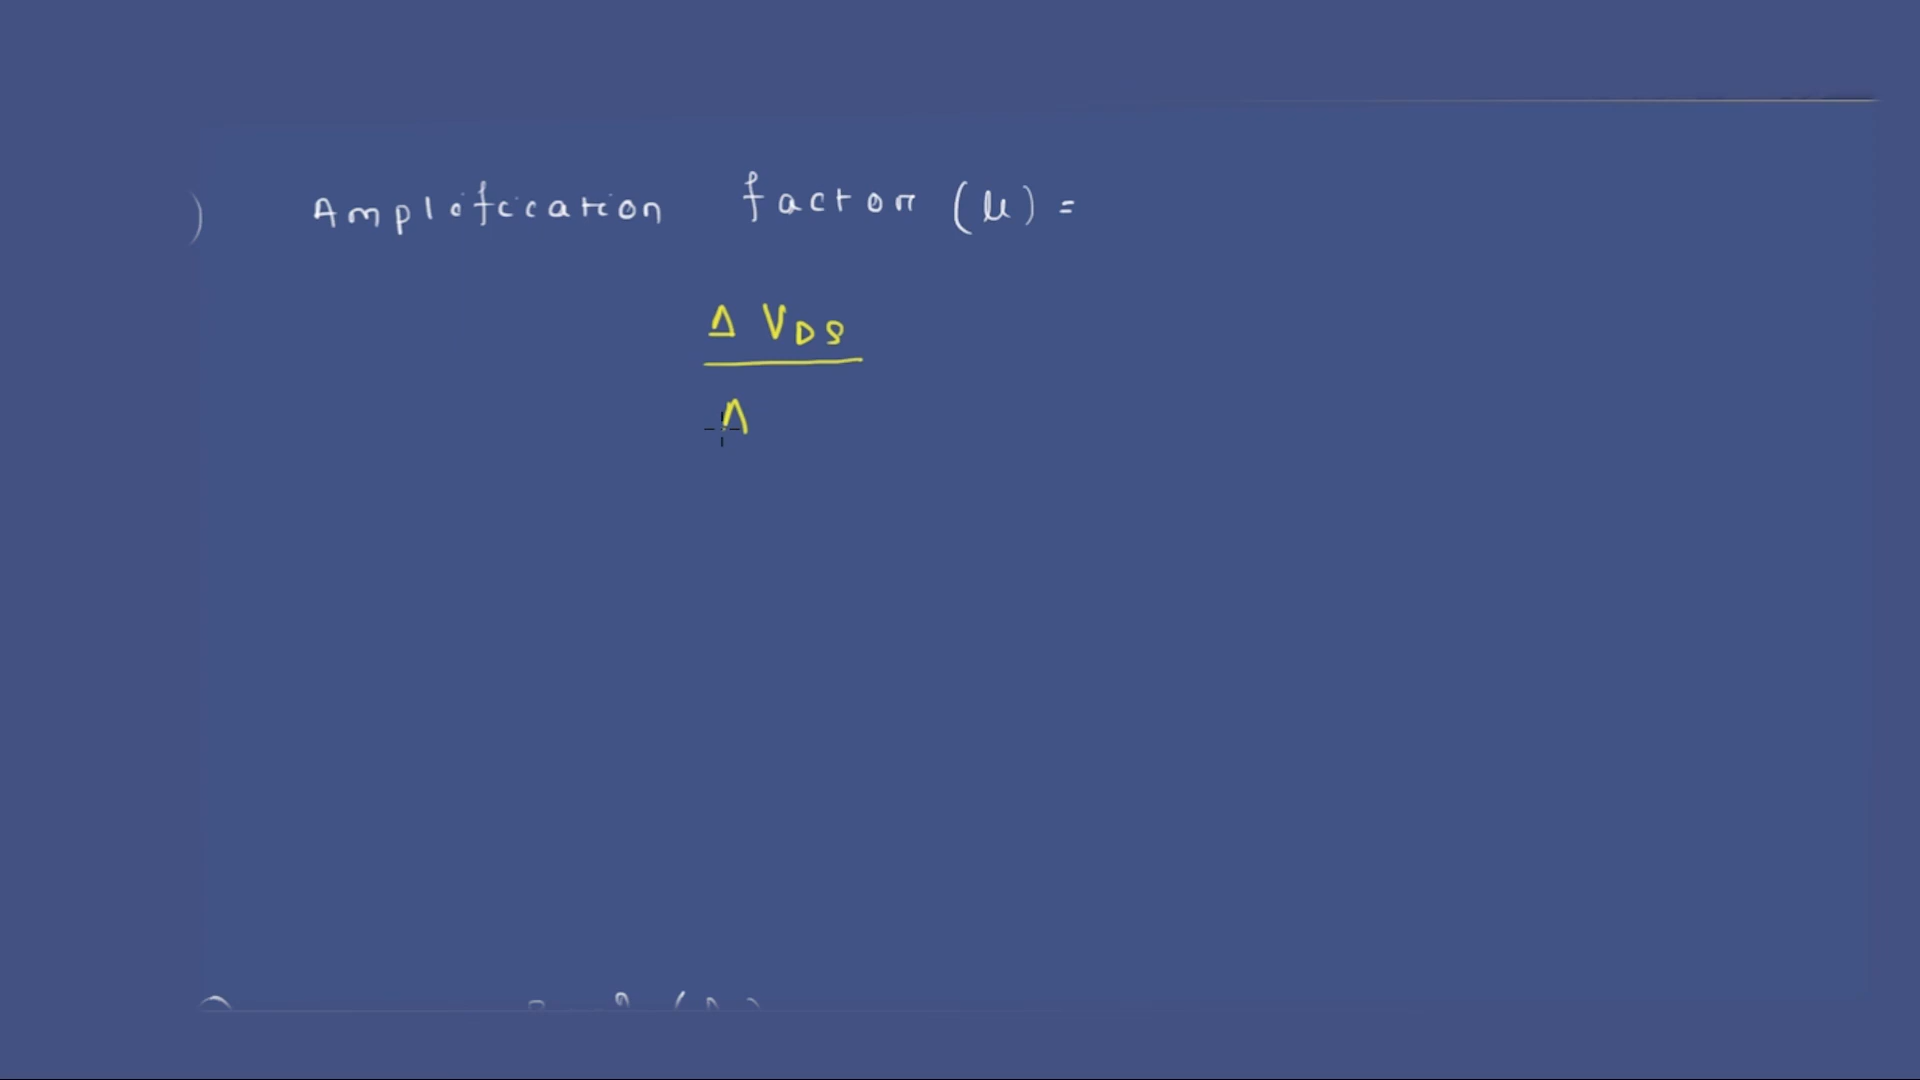 ) Amplification factor (μ) =
Δ VDS
Λ